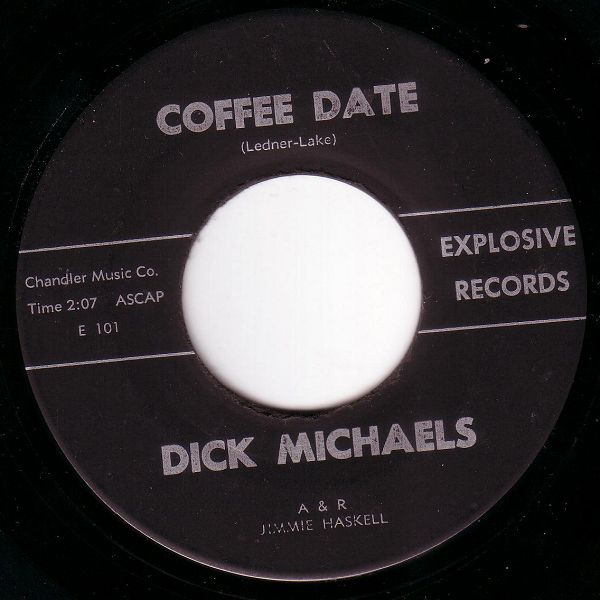 COFFEE DATE
(Ledner-Lake)
EXPLOSIVE
RECORDS
Chandler Music Co.
Time 2:07 ASCAP
E 101
DICK MICHAELS
A & R
JIMMIE HASKELL